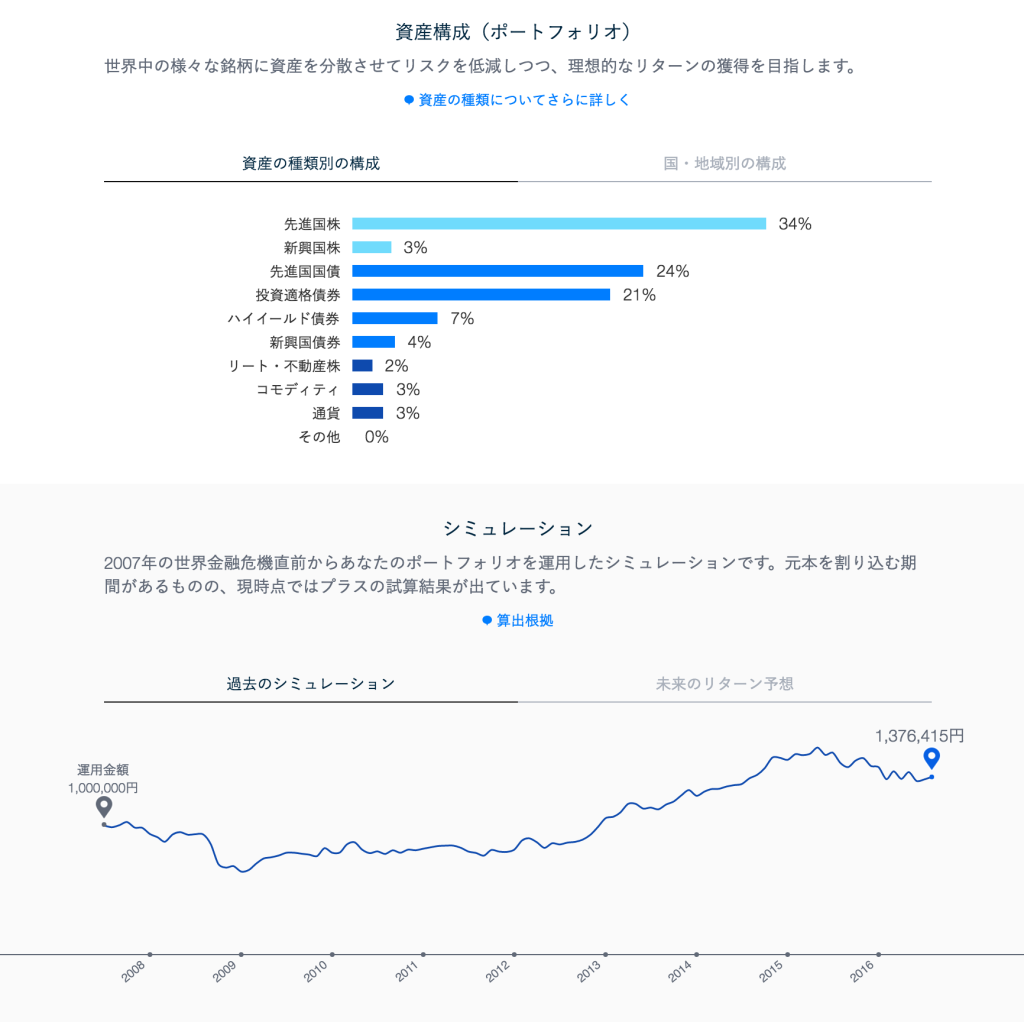 資産構成（ポートフォリオ）
世界中の様々な銘柄に資産を分散させてリスクを低減しつつ、理想的なリターンの獲得を目指します。
資産の種類についてさらに詳しく
資産の種類別の構成 国・地域別の構成
先進国株 34%
新興国株 3%
先進国国債 24%
投資適格債券 21%
ハイイールド債券 7%
新興国債券 4%
リート・不動産株 2%
コモディティ 3%
通貨 3%
その他 0%
シミュレーション
2007年の世界金融危機直前からあなたのポートフォリオを運用したシミュレーションです。元本を割り込む期
間があるものの、現時点ではプラスの試算結果が出ています。
算出根拠
過去のシミュレーション 未来のリターン予想
1,376,415円
運用金額
1,000,000円
2008 2009 2010 2011 2012 2013 2014 2015 2016